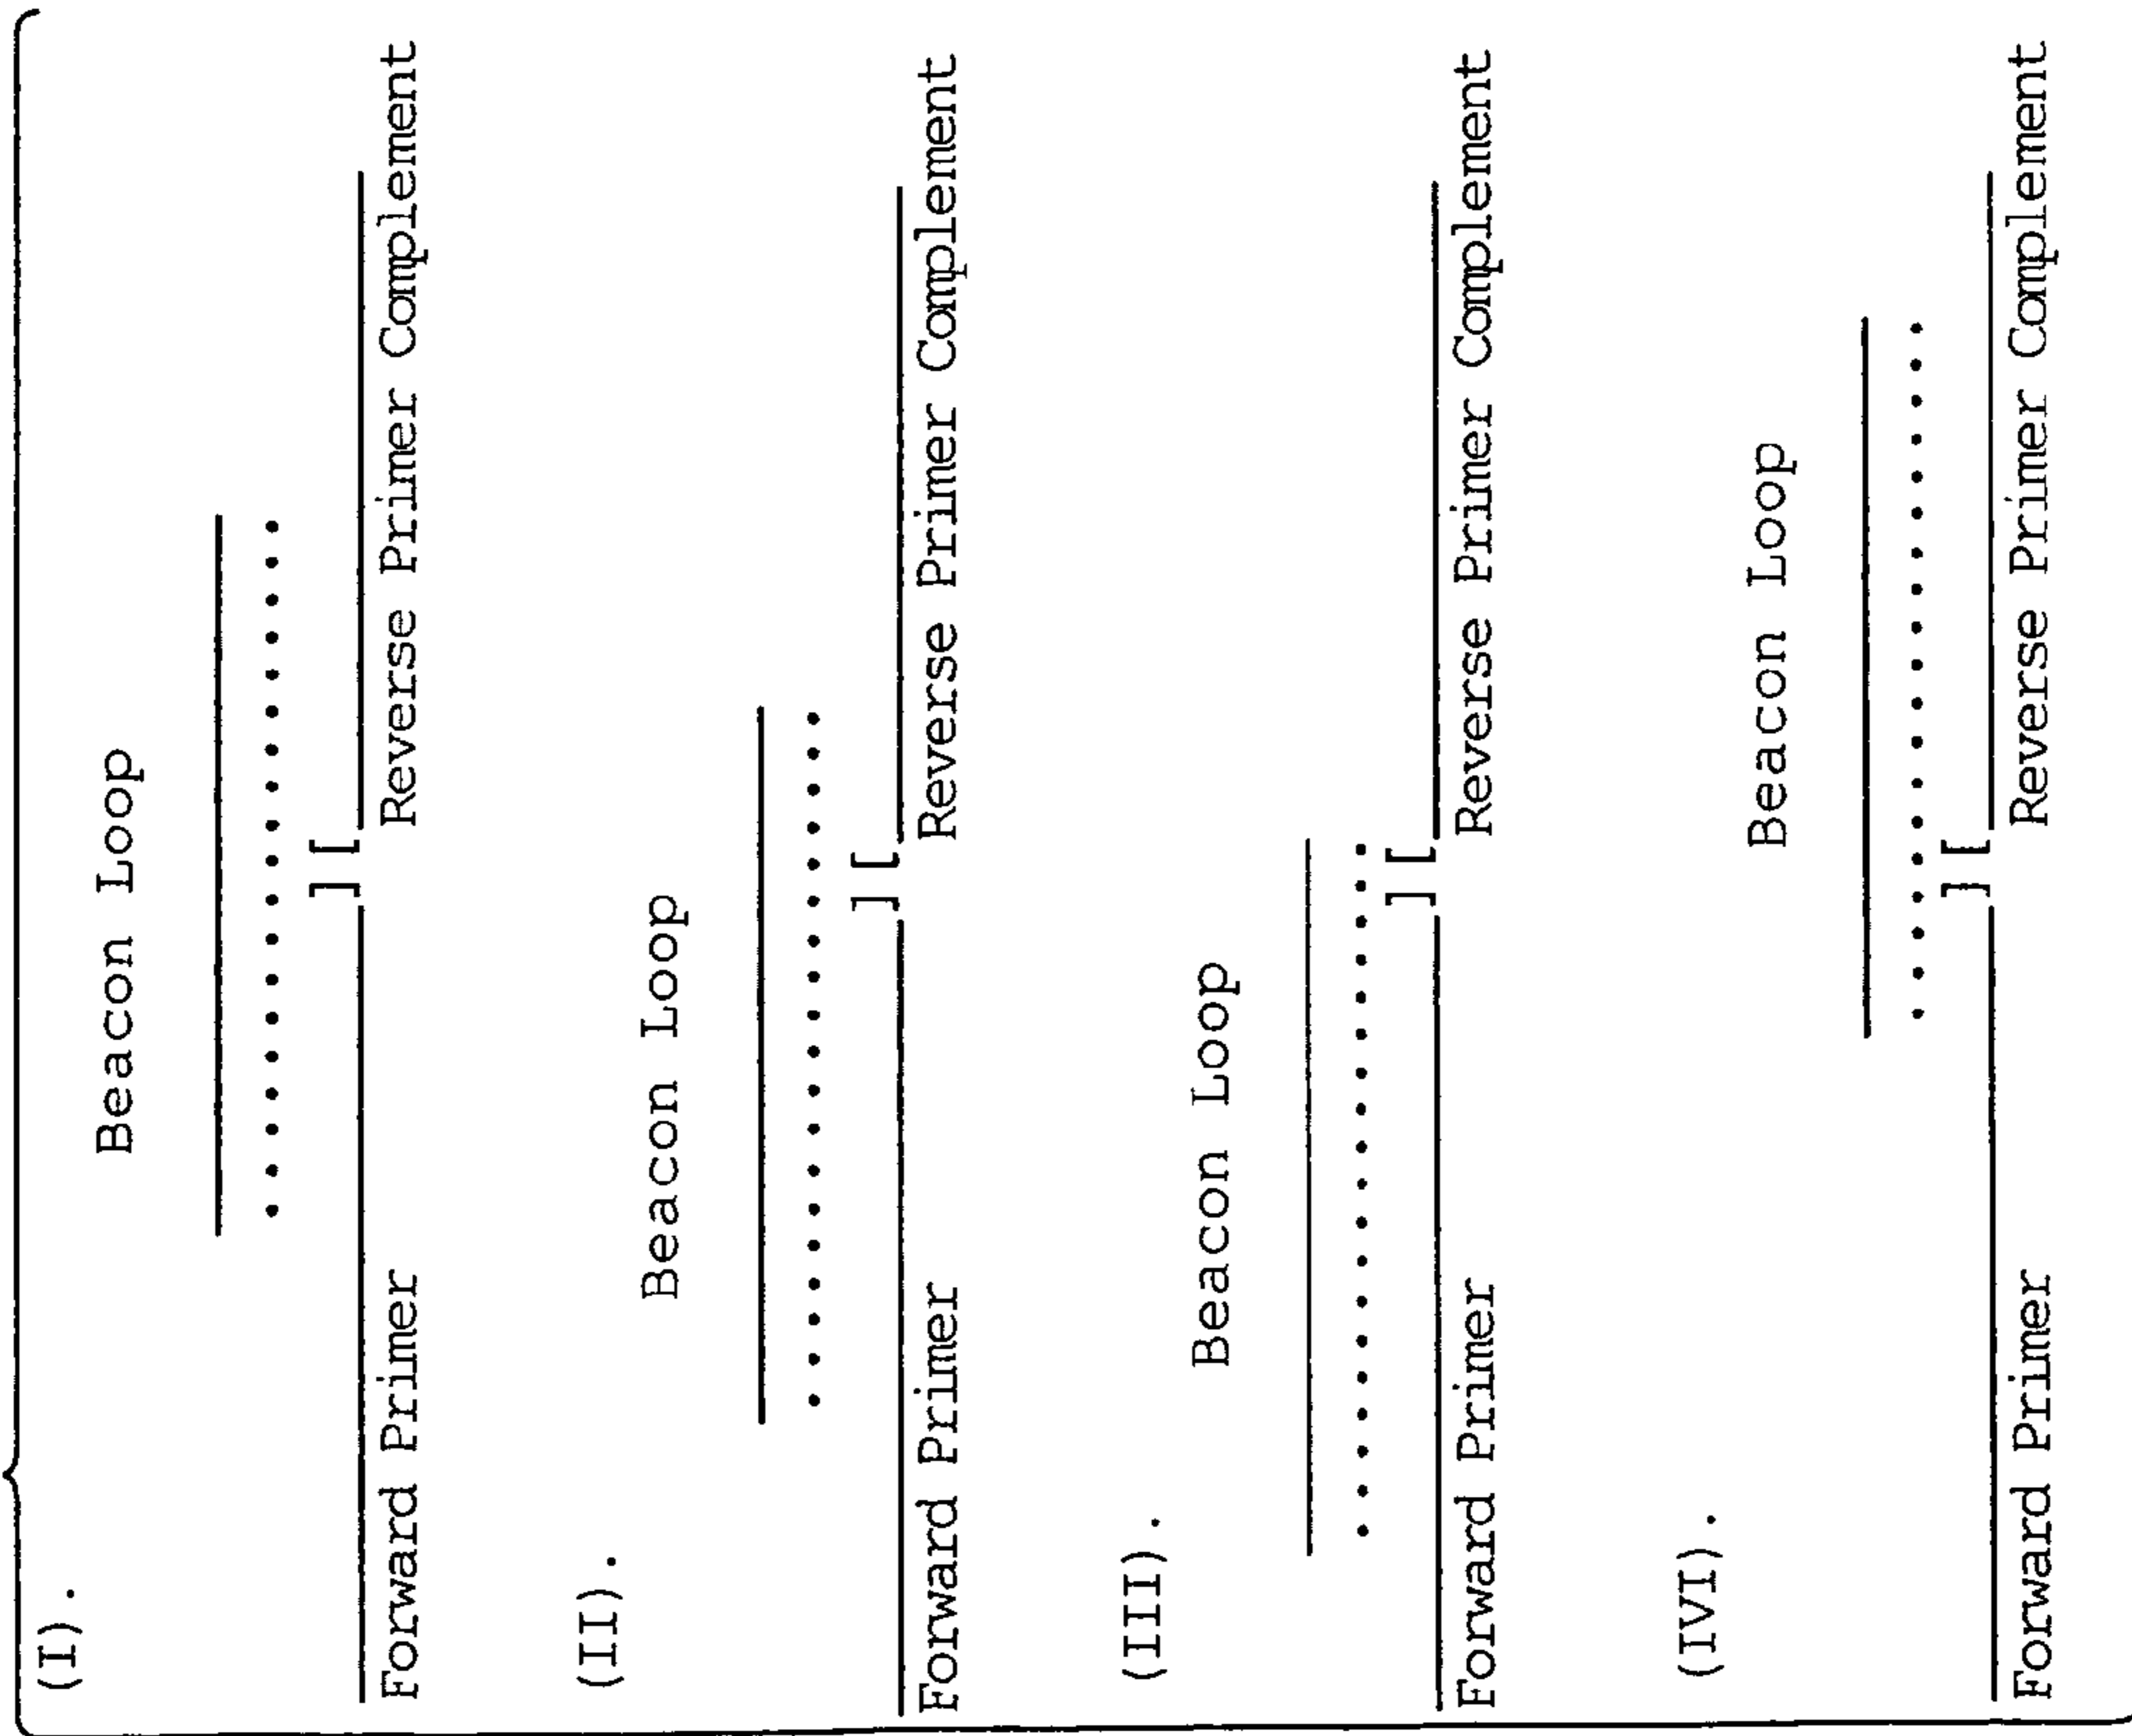 (I).
Beacon Loop
] [
Forward Primer Reverse Primer Complement
(II).
Beacon Loop
] [
Forward Primer Reverse Primer Complement
(III).
Beacon Loop
] [
Forward Primer Reverse Primer Complement
(IVI).
Beacon Loop
] [
Forward Primer Reverse Primer Complement